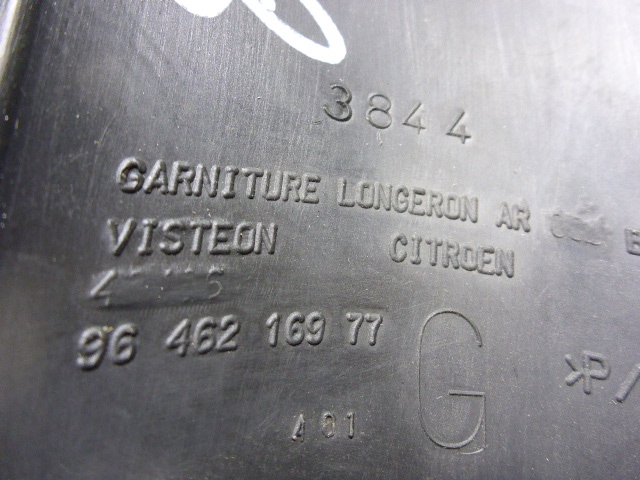 3844
GARNITURE LONGERON AR
VISTEON CITROEN
96 462 169 77
G
401
>P/